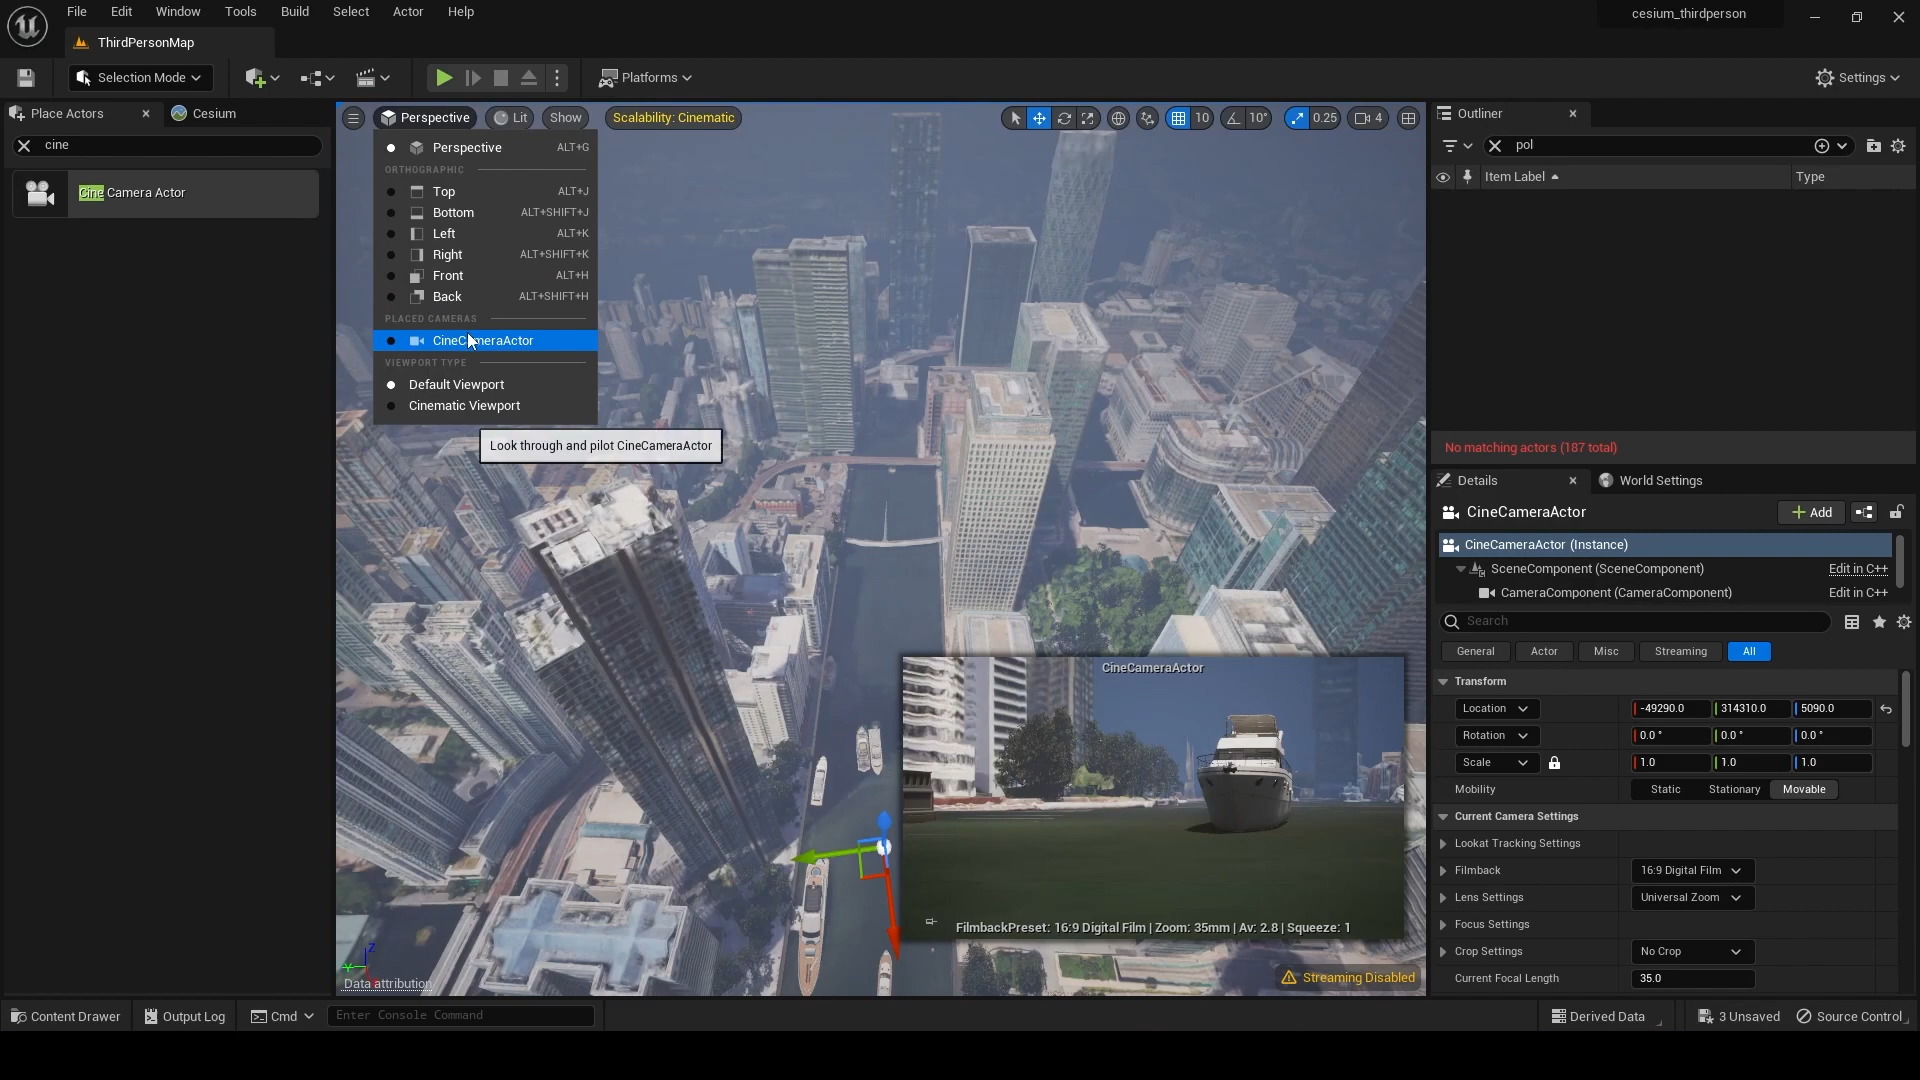 File Edit Window Tools Build Select Actor Help
cesium_thirdperson
ThirdPersonMap
Selection Mode
Platforms
Settings
Place Actors
Cesium
cine
Cine Camera Actor
Perspective
Lit
Show
Scalability: Cinematic
10
10°
0.25
4
Perspective ALT+G
ORTHOGRAPHIC
Top ALT+J
Bottom ALT+SHIFT+J
Left ALT+K
Right ALT+SHIFT+K
Front ALT+H
Back ALT+SHIFT+H
PLACED CAMERAS
CineCameraActor
VIEWPORT TYPE
Default Viewport
Cinematic Viewport
Look through and pilot CineCameraActor
CineCameraActor
FilmbackPreset: 16:9 Digital Film | Zoom: 35mm | Av: 2.8 | Squeeze: 1
Z
Y
Data attribution
Streaming Disabled
Outliner
pol
Item Label
Type
No matching actors (187 total)
Details
World Settings
CineCameraActor
Add
CineCameraActor (Instance)
SceneComponent (SceneComponent) Edit in C++
CameraComponent (CameraComponent) Edit in C++
Search
General Actor Misc Streaming All
Transform
Location -49290.0 314310.0 5090.0
Rotation 0.0 ° 0.0 ° 0.0 °
Scale 1.0 1.0 1.0
Mobility Static Stationary Movable
Current Camera Settings
Lookat Tracking Settings
Filmback 16:9 Digital Film
Lens Settings Universal Zoom
Focus Settings
Crop Settings No Crop
Current Focal Length 35.0
Content Drawer
Output Log
Cmd
Enter Console Command
Derived Data
3 Unsaved
Source Control